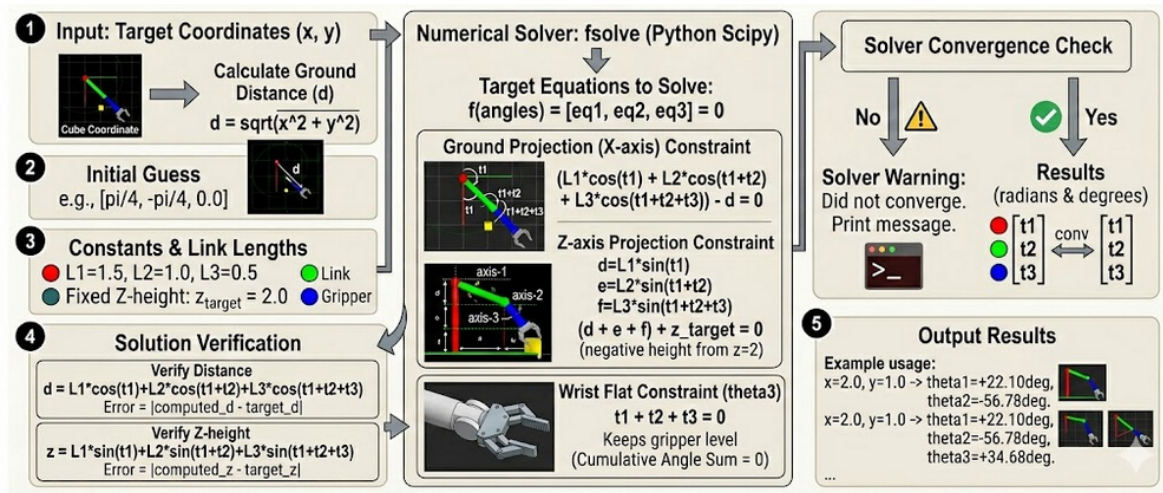 1
Input: Target Coordinates (x, y)
Calculate Ground
Distance (d)
d = sqrt(x^2 + y^2)
Cube Coordinate
2
Initial Guess
e.g., [pi/4, -pi/4, 0.0]
d
3
Constants & Link Lengths
L1=1.5, L2=1.0, L3=0.5
Link
Fixed Z-height: ztarget = 2.0
Gripper
4
Solution Verification
Verify Distance
d = L1*cos(t1)+L2*cos(t1+t2)+L3*cos(t1+t2+t3)
Error = |computed_d - target_d|
Verify Z-height
z = L1*sin(t1)+L2*sin(t1+t2)+L3*sin(t1+t2+t3)
Error = |computed_z - target_z|
Numerical Solver: fsolve (Python Scipy)
Target Equations to Solve:
f(angles) = [eq1, eq2, eq3] = 0
Ground Projection (X-axis) Constraint
t1
t1+t2
t1
t1+t2+t3
(L1*cos(t1) + L2*cos(t1+t2)
+ L3*cos(t1+t2+t3)) - d = 0
Z-axis Projection Constraint
axis-1
axis-2
axis-3
d=L1*sin(t1)
e=L2*sin(t1+t2)
f=L3*sin(t1+t2+t3)
(d + e + f) + z_target = 0
(negative height from z=2)
Wrist Flat Constraint (theta3)
t1 + t2 + t3 = 0
Keeps gripper level
(Cumulative Angle Sum = 0)
Solver Convergence Check
No
Yes
Solver Warning:
Did not converge.
Print message.
>_
Results
(radians & degrees)
t1
t2
t3
conv
t1
t2
t3
5
Output Results
Example usage:
x=2.0, y=1.0 -> theta1=+22.10deg,
theta2=-56.78deg.
x=2.0, y=1.0 -> theta1=+22.10deg,
theta2=-56.78deg,
theta3=+34.68deg.
...